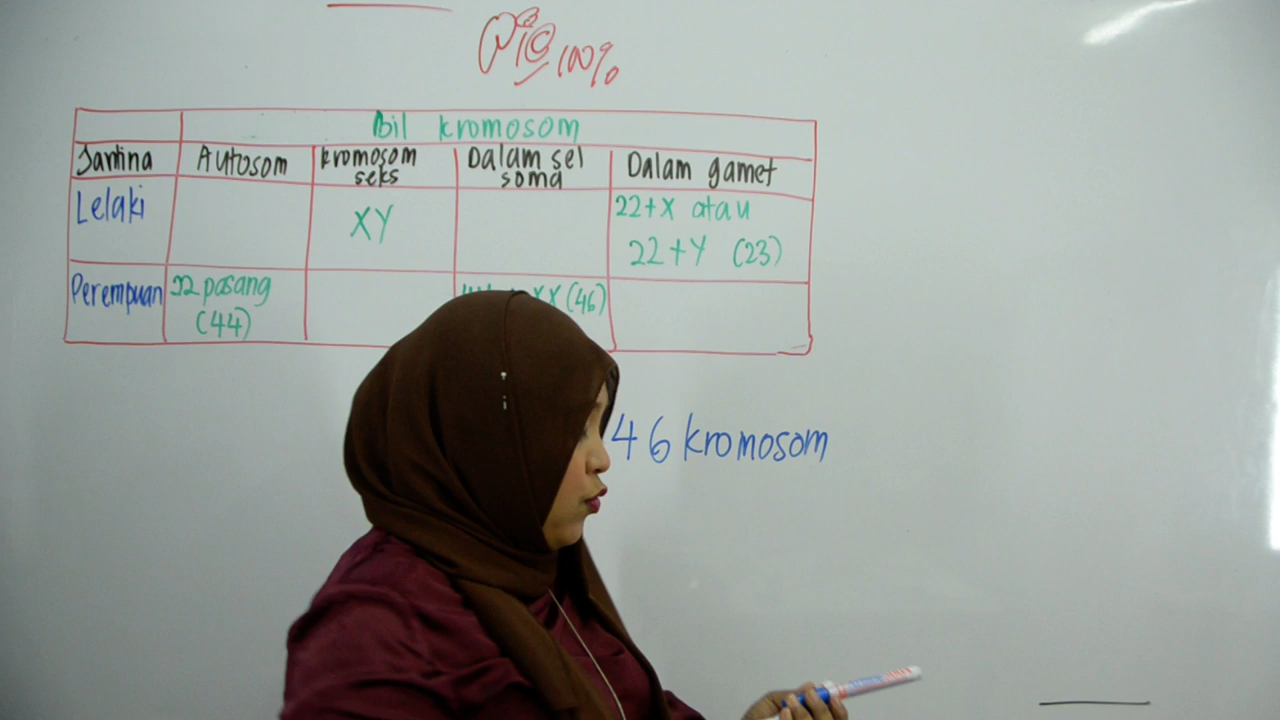 100%
Bil kromosom
Jantina Autosom kromosom seks Dalam sel soma Dalam gamet
Lelaki XY 22+X atau
22+Y (23)
Perempuan 22 pasang XX (46)
(44)
46 kromosom